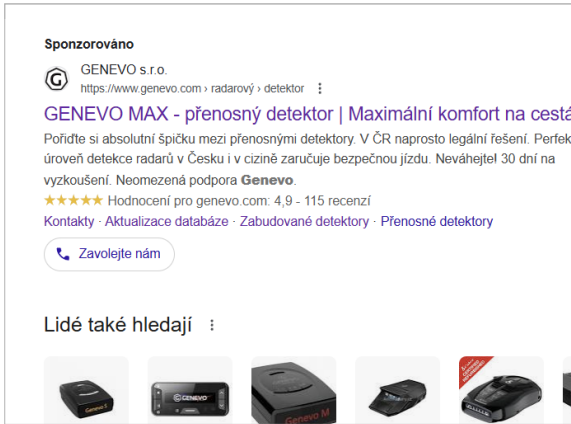 Sponzorováno
GENEVO s.r.o.
https://www.genevo.com › radarový › detektor
GENEVO MAX - přenosný detektor | Maximální komfort na cestá
Pořiďte si absolutní špičku mezi přenosnými detektory. V ČR naprosto legální řešení. Perfek
úroveň detekce radarů v Česku i v cizině zaručuje bezpečnou jízdu. Neváhejte! 30 dní na
vyzkoušení. Neomezená podpora Genevo.
Hodnocení pro genevo.com: 4,9 - 115 recenzí
Kontakty · Aktualizace databáze · Zabudované detektory · Přenosné detektory
Zavolejte nám
Lidé také hledají
Genevo S
GENEVO
Genevo M